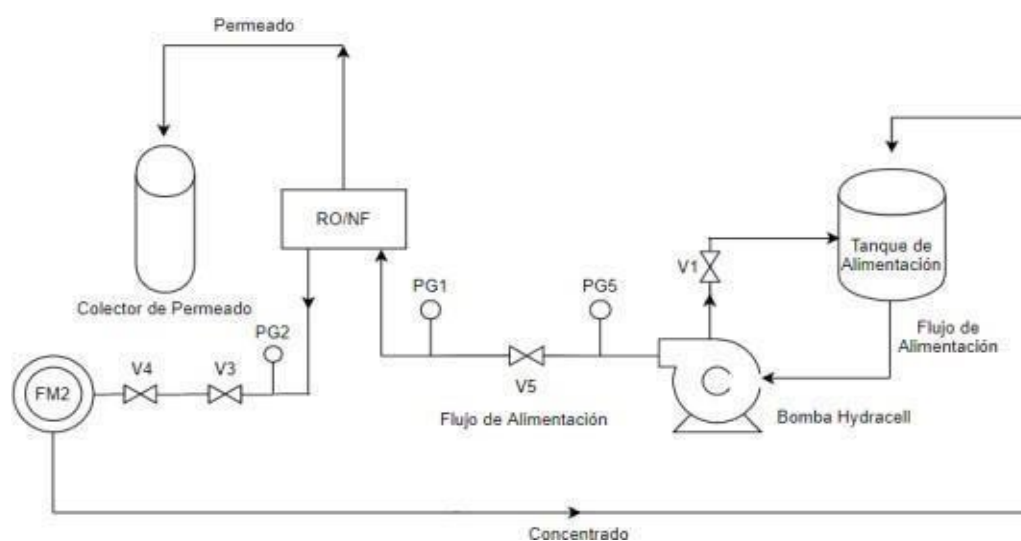 Permeado
RO/NF
Colector de Permeado
PG2
V4
V3
FM2
PG1
PG5
V5
Flujo de Alimentación
V1
Tanque de
Alimentación
Flujo de
Alimentación
Bomba Hydracell
Concentrado